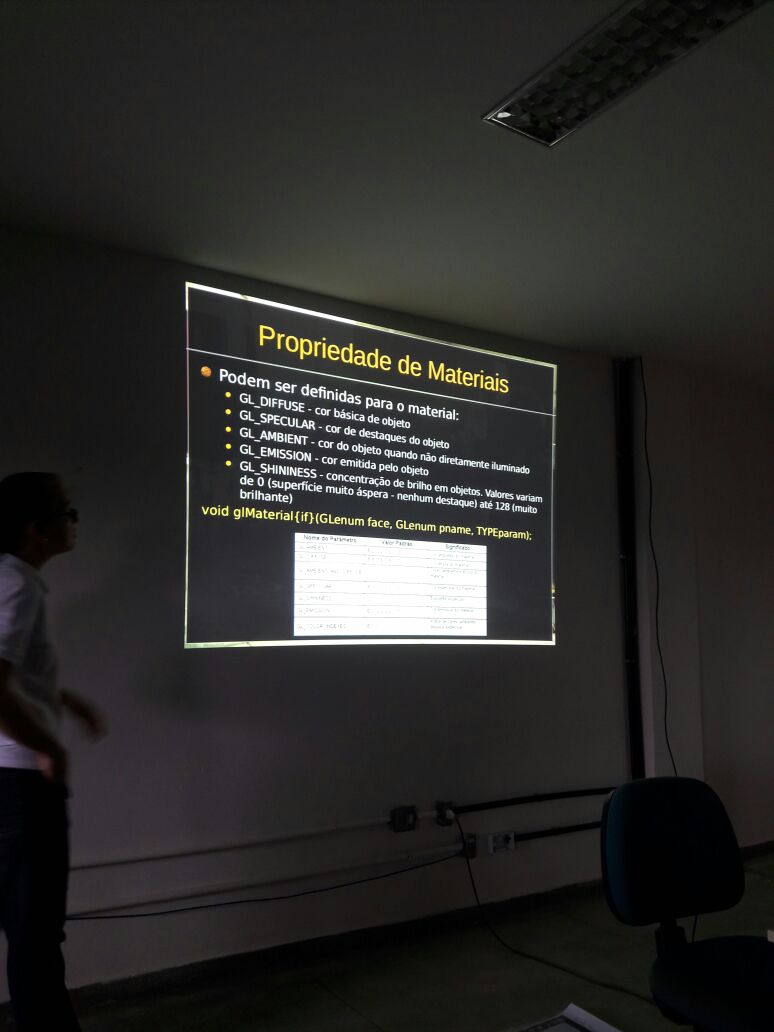 Propriedade de Materiais
Podem ser definidas para o material:
GL_DIFFUSE - cor básica de objeto
GL_SPECULAR - cor de destaques do objeto
GL_AMBIENT - cor do objeto quando não diretamente iluminado
GL_EMISSION - cor emitida pelo objeto
GL_SHININESS - concentração de brilho em objetos. Valores variam
de 0 (superfície muito áspera - nenhum destaque) até 128 (muito
brilhante)
void glMaterial{if}(GLenum face, GLenum pname, TYPEparam);
Nome do Parâmetro Valor Padrão Significado